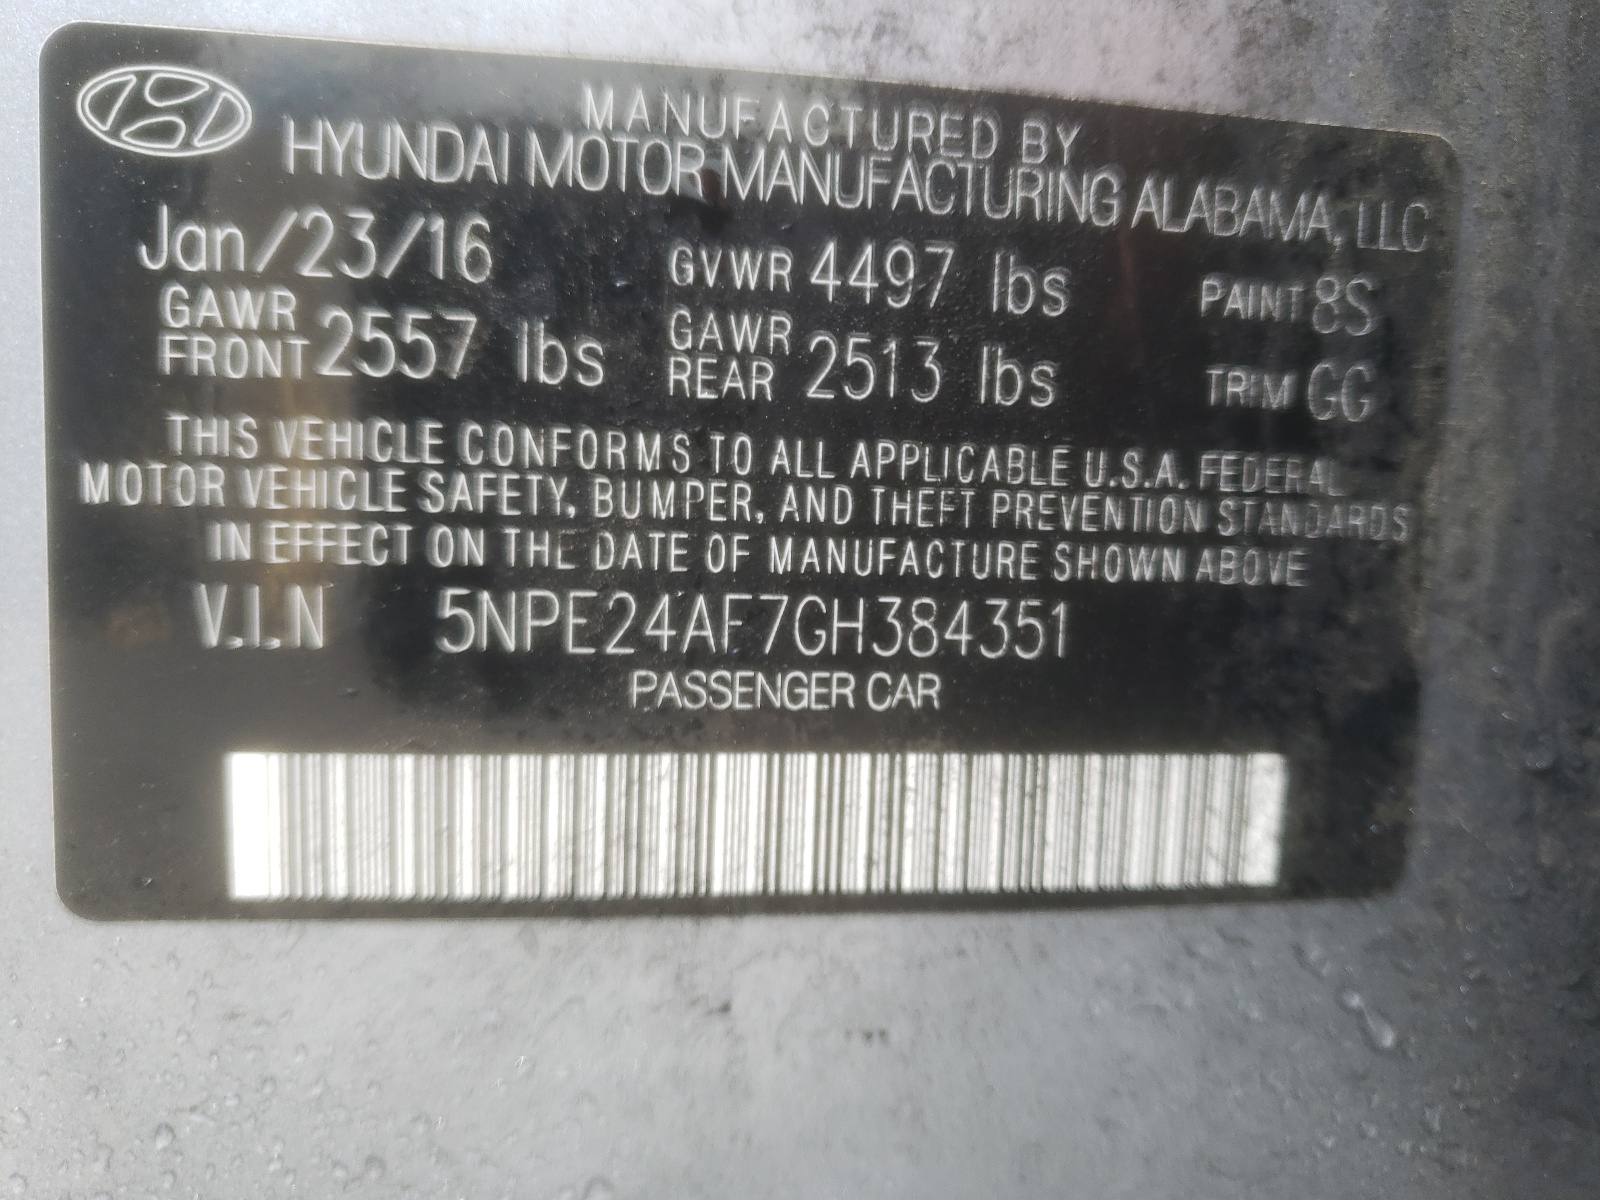 MANUFACTURED BY
HYUNDAI MOTOR MANUFACTURING ALABAMA, LLC
Jan/23/16 GVWR 4497 lbs PAINT 8S
GAWR FRONT 2557 lbs GAWR REAR 2513 lbs TRIM GG
THIS VEHICLE CONFORMS TO ALL APPLICABLE U.S.A. FEDERAL
MOTOR VEHICLE SAFETY, BUMPER, AND THEFT PREVENTION STANDARDS
IN EFFECT ON THE DATE OF MANUFACTURE SHOWN ABOVE
V.I.N 5NPE24AF7GH384351
PASSENGER CAR